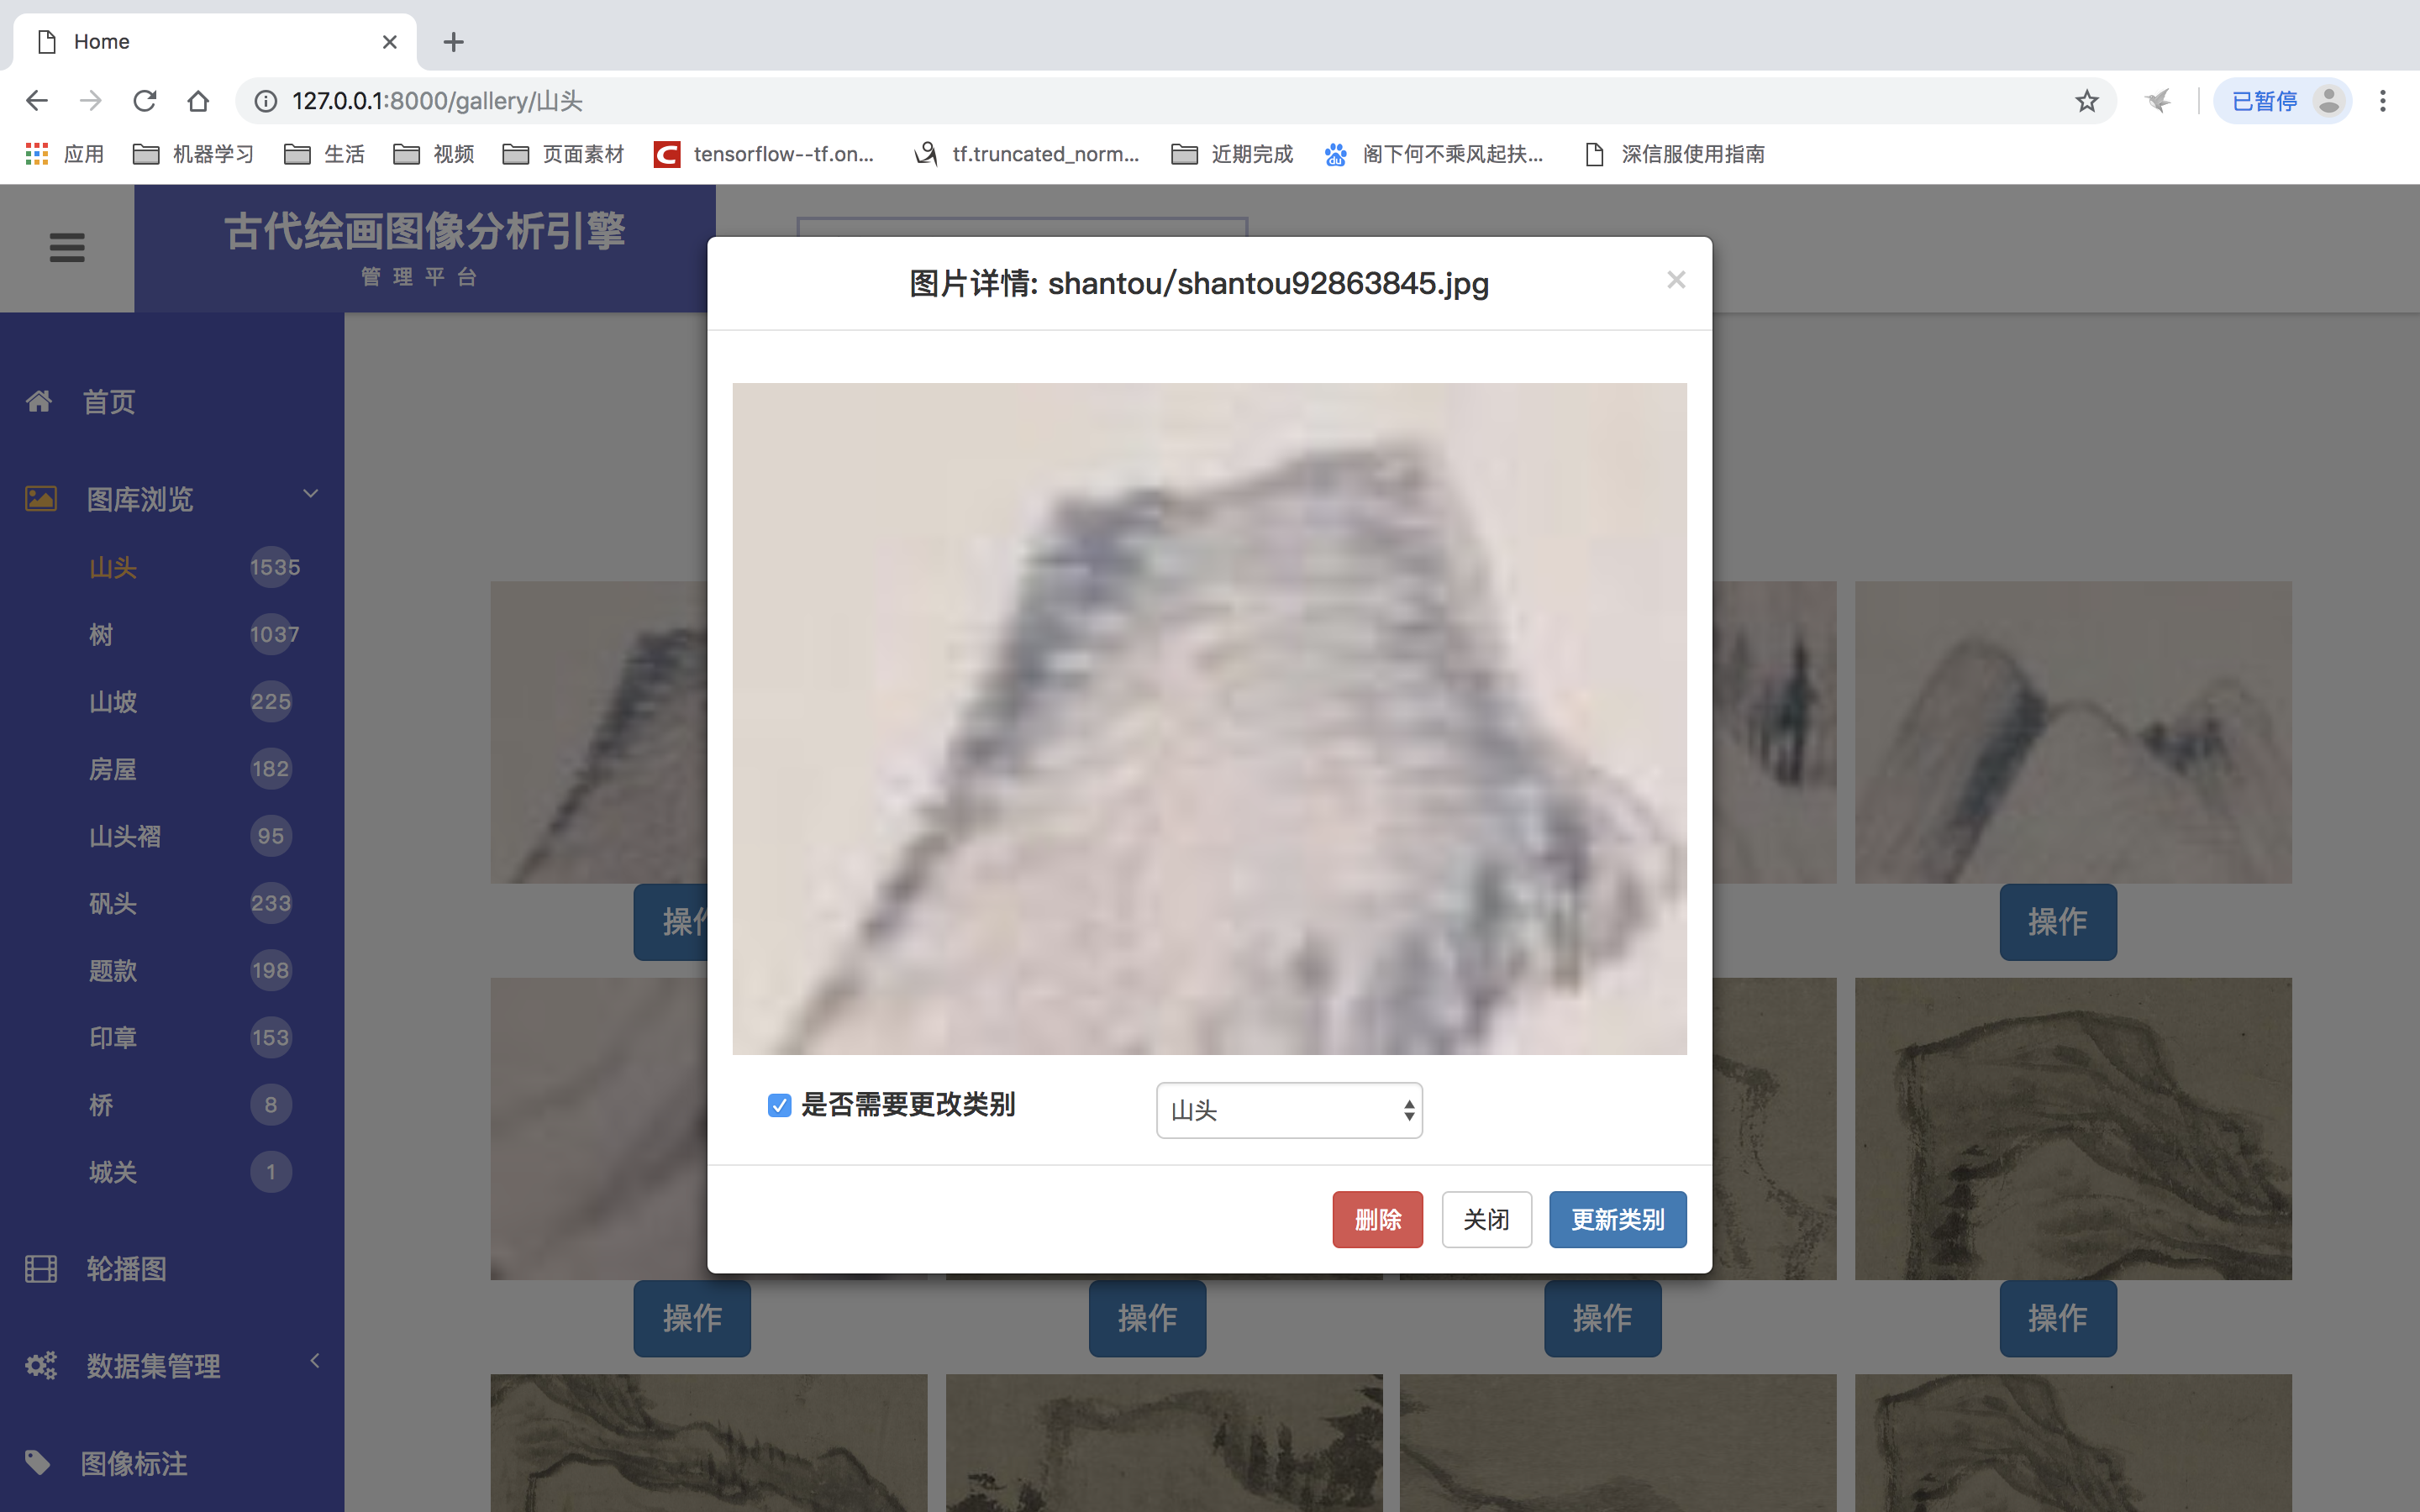 Home
127.0.0.1:8000/gallery/山头
已暂停
应用
机器学习
生活
视频
页面素材
tensorflow--tf.on...
tf.truncated_norm...
近期完成
阁下何不乘风起扶...
深信服使用指南
古代绘画图像分析引擎
管理平台
图片详情: shantou/shantou92863845.jpg
×
首页
图库浏览
山头 1535
树 1037
山坡 225
房屋 182
山头褶 95
矾头 233
题款 198
印章 153
桥 8
城关 1
轮播图
数据集管理
图像标注
是否需要更改类别
山头
删除
关闭
更新类别
操作
操作
操作
操作
操作
操作